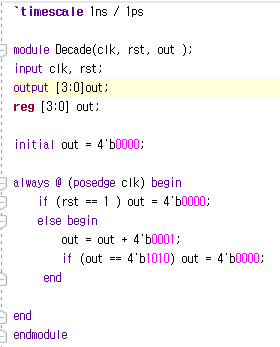 `timescale 1ns / 1ps
module Decade(clk, rst, out );
input clk, rst;
output [3:0]out;
reg [3:0] out;
initial out = 4'b0000;
always @ (posedge clk) begin
if (rst == 1 ) out = 4'b0000;
else begin
out = out + 4'b0001;
if (out == 4'b1010) out = 4'b0000;
end
end
endmodule